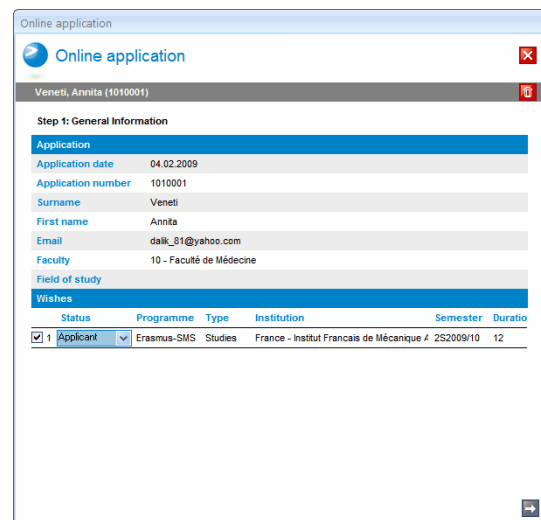 Online application
Online application
Veneti, Annita (1010001)
Step 1: General Information
Application
Application date 04.02.2009
Application number 1010001
Surname Veneti
First name Annita
Email dalik_81@yahoo.com
Faculty 10 - Faculté de Médecine
Field of study
Wishes
Status Programme Type Institution Semester Duratio
1 Applicant Erasmus-SMS Studies France - Institut Francais de Mécanique A 2S2009/10 12